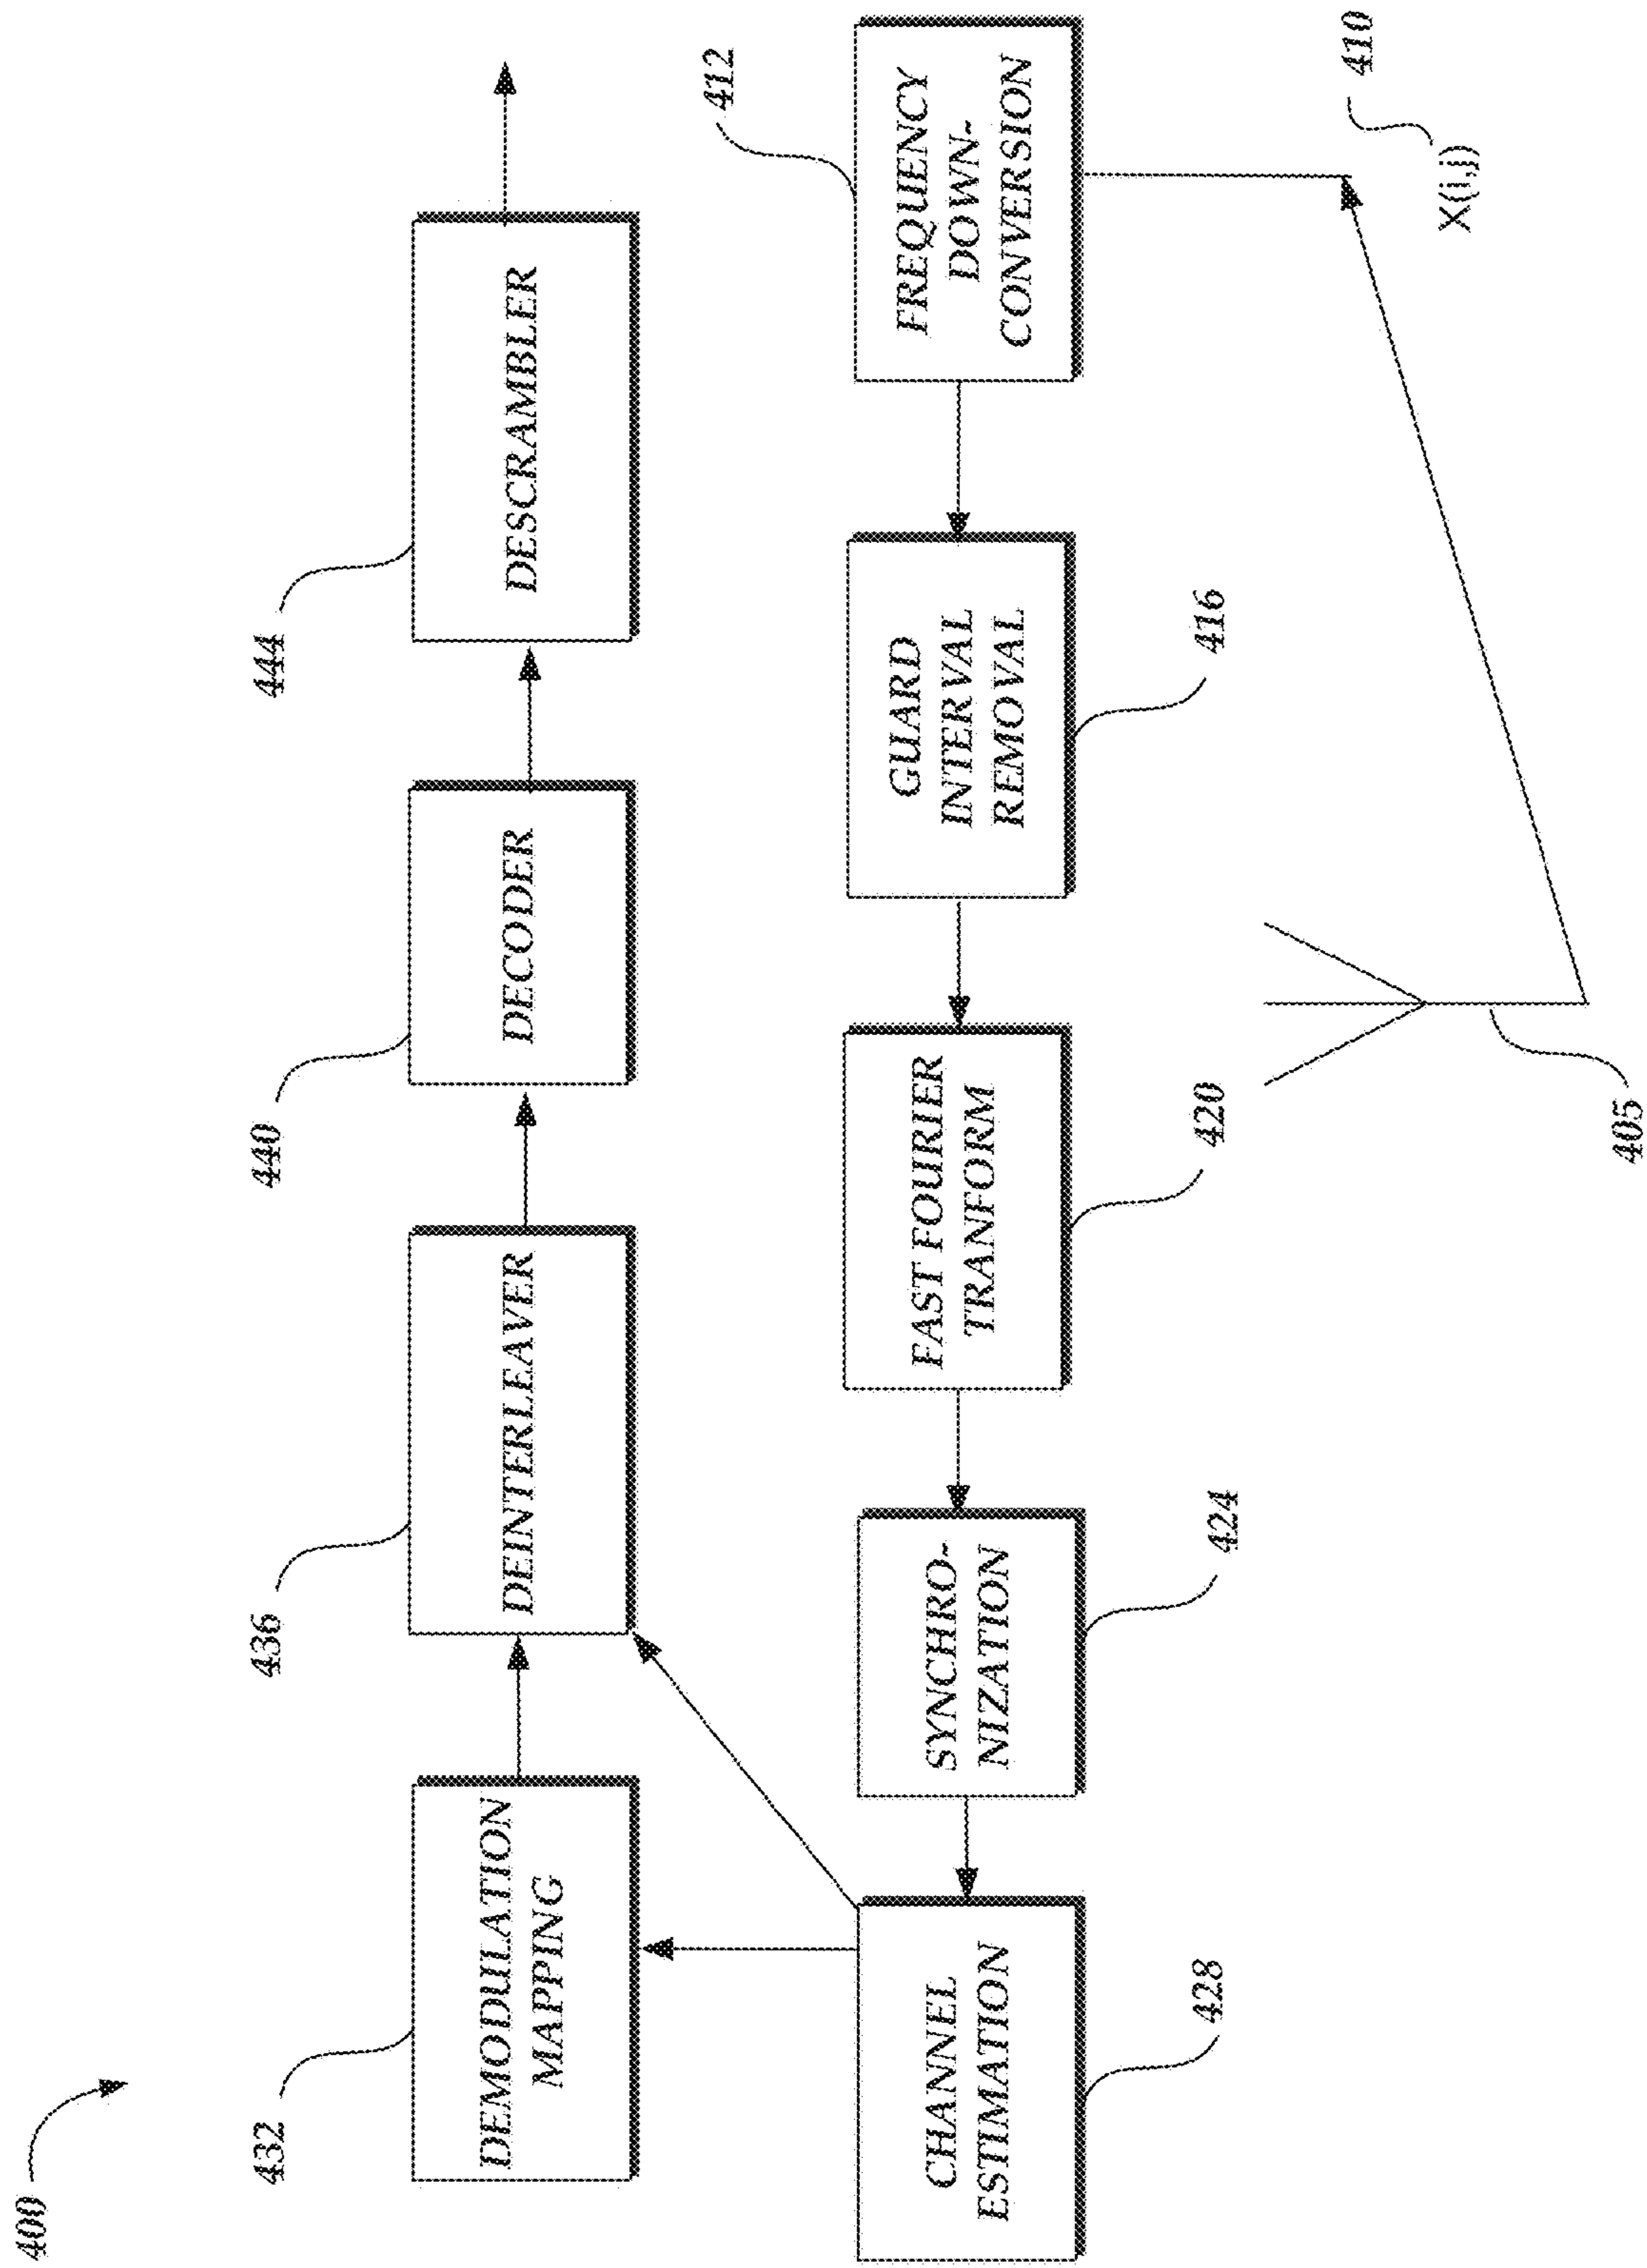 400
432
DEMODULATION
MAPPING
436
DEINTERLEAVER
440
DECODER
444
DESCRAMBLER
CHANNEL
ESTIMATION
428
SYNCHRO-
NIZATION
424
FAST FOURIER
TRANFORM
420
GUARD
INTERVAL
REMOVAL
416
412
FREQUENCY
DOWN-
CONVERSION
405
X(i,j)
410